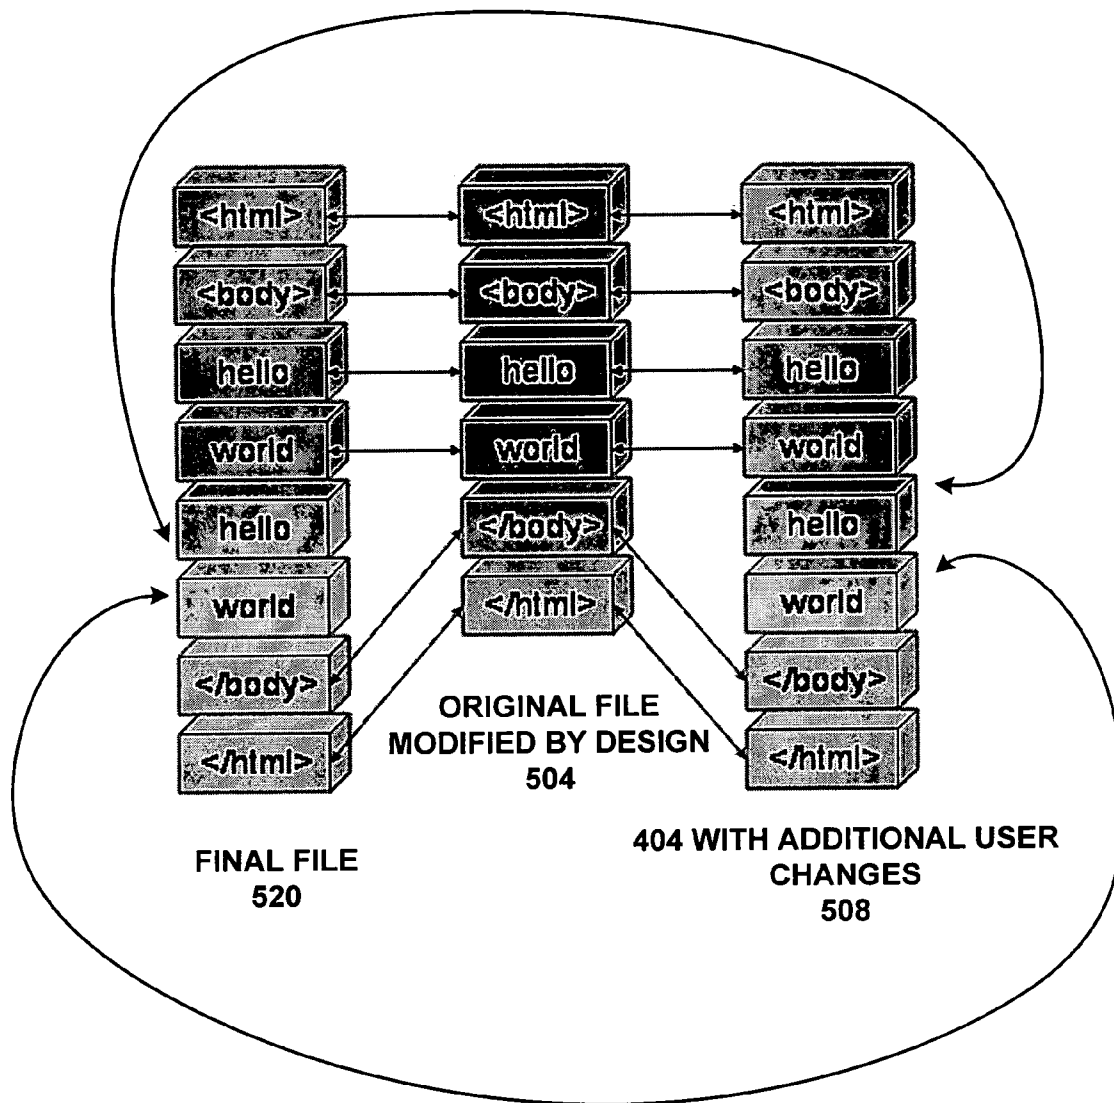 <html>
<body>
hello
world
hello
world
</body>
</html>
FINAL FILE
520
<html>
<body>
hello
world
</body>
</html>
ORIGINAL FILE
MODIFIED BY DESIGN
504
<html>
<body>
hello
world
hello
world
</body>
</html>
404 WITH ADDITIONAL USER
CHANGES
508